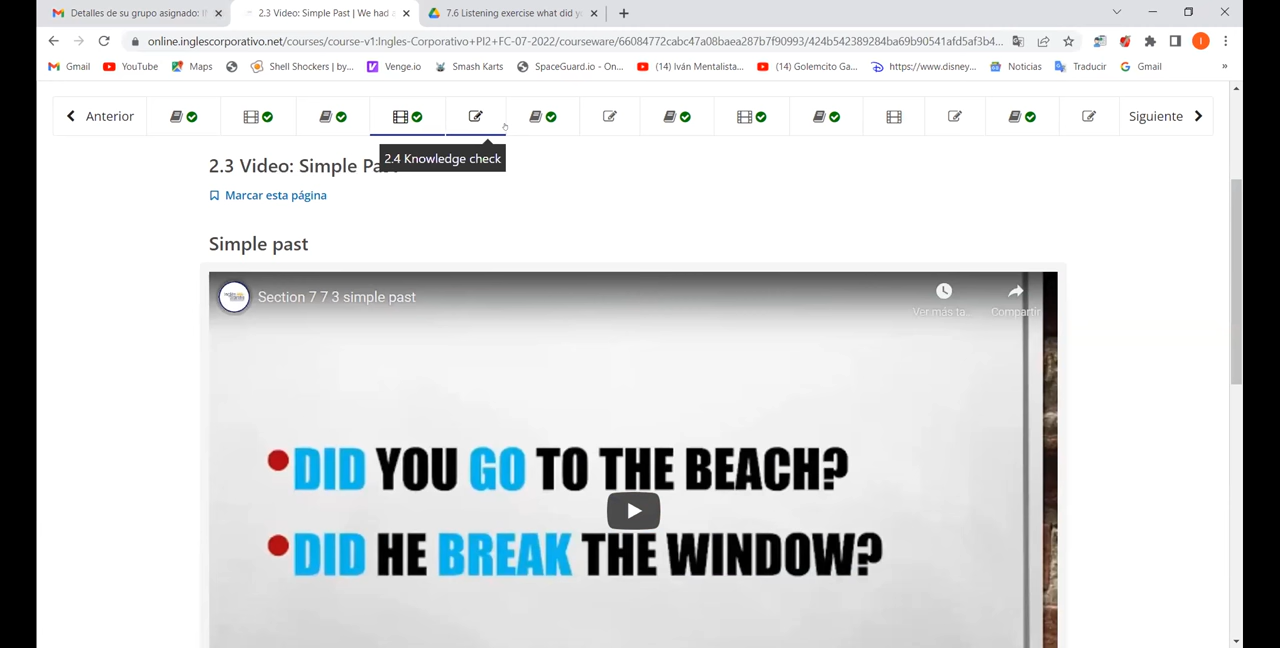 Detalles de su grupo asignado: I
2.3 Video: Simple Past | We had a
7.6 Listening exercise what did yo
online.inglescorporativo.net/courses/course-v1:Ingles-Corporativo+PI2+FC-07-2022/courseware/66084772cabc47a08baea287b7f90993/424b542389284ba69b90541afd5af3b4...
Gmail
YouTube
Maps
Shell Shockers | by...
Venge.io
Smash Karts
SpaceGuard.io - On...
(14) Iván Mentalista...
(14) Golemcito Ga...
https://www.disney...
Noticias
Traducir
Gmail
»
Anterior
Siguiente
2.4 Knowledge check
2.3 Video: Simple Past
Marcar esta página
Simple past
Section 7 7 3 simple past
Ver más ta...
Compartir
•DID YOU GO TO THE BEACH?
•DID HE BREAK THE WINDOW?